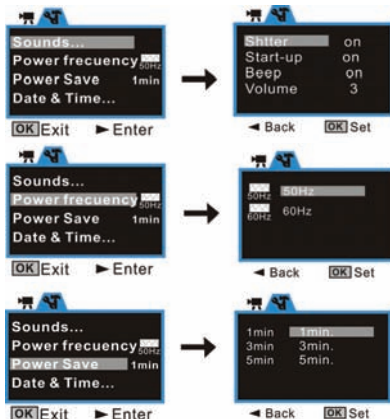 Sounds...
Power frecuency 50Hz
Power Save 1min
Date & Time...
OK Exit ► Enter
Shtter on
Start-up on
Beep on
Volume 3
◄ Back OK Set
Sounds...
Power frecuency 50Hz
Power Save 1min
Date & Time...
OK Exit ► Enter
50Hz 50Hz
60Hz 60Hz
◄ Back OK Set
Sounds...
Power frecuency 50Hz
Power Save 1min
Date & Time...
OK Exit ► Enter
1min 1min.
3min 3min.
5min 5min.
◄ Back OK Set